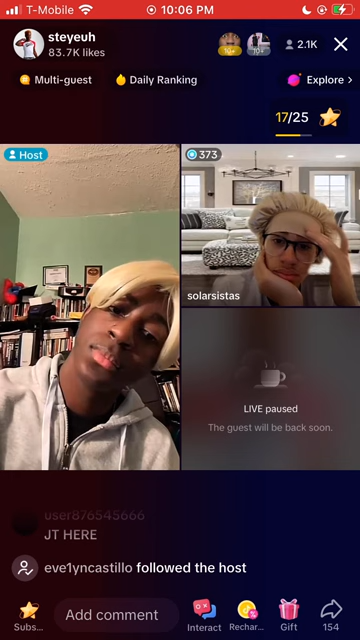 T-Mobile
10:06 PM
steyeuh
83.7K likes
10+
10+
2.1K
Multi-guest
Daily Ranking
Explore >
17/25
Host
373
solarsistas
LIVE paused
The guest will be back soon.
user876545666
JT HERE
eve1yncastillo followed the host
Subs...
Add comment
Interact
Rechar...
Gift
154